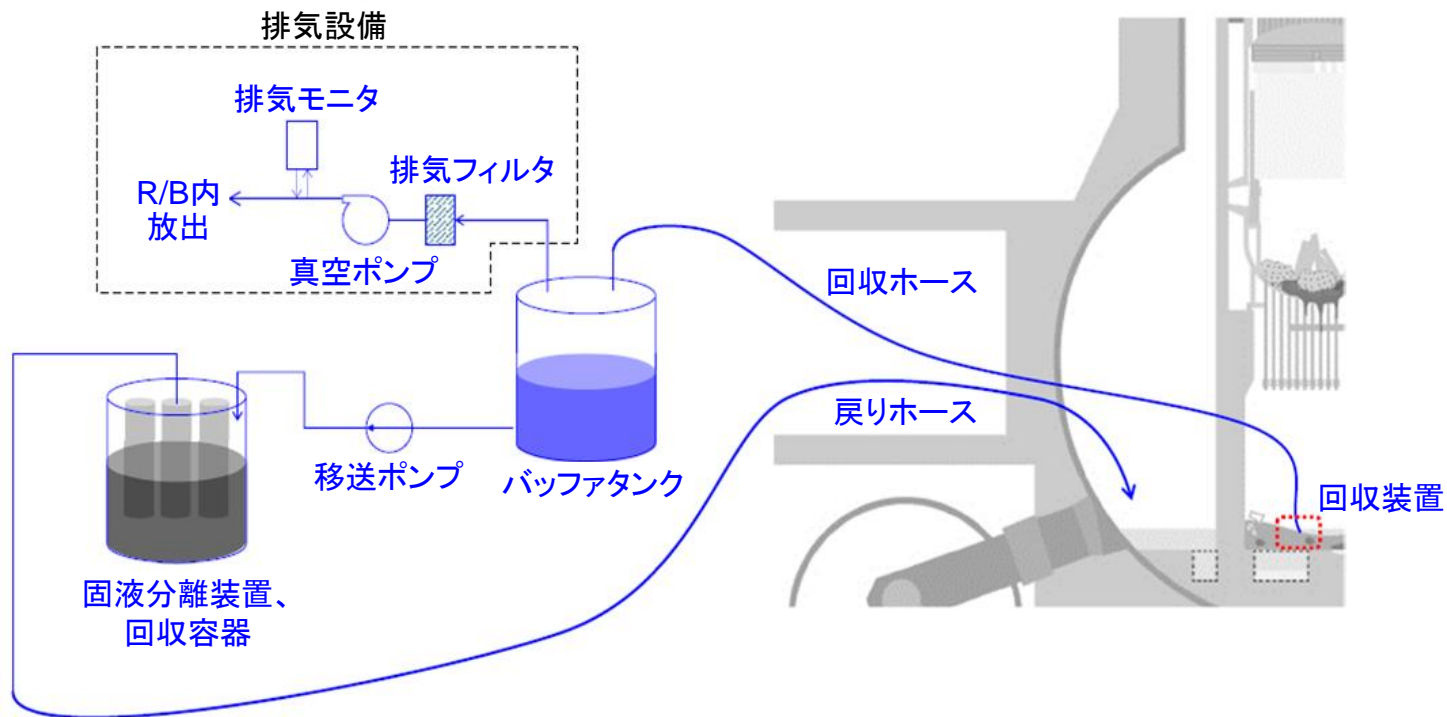 排気設備
排気モニタ
排気フィルタ
R/B内
放出
真空ポンプ
回収ホース
戻りホース
移送ポンプ
バッファタンク
回収装置
固液分離装置、
回収容器